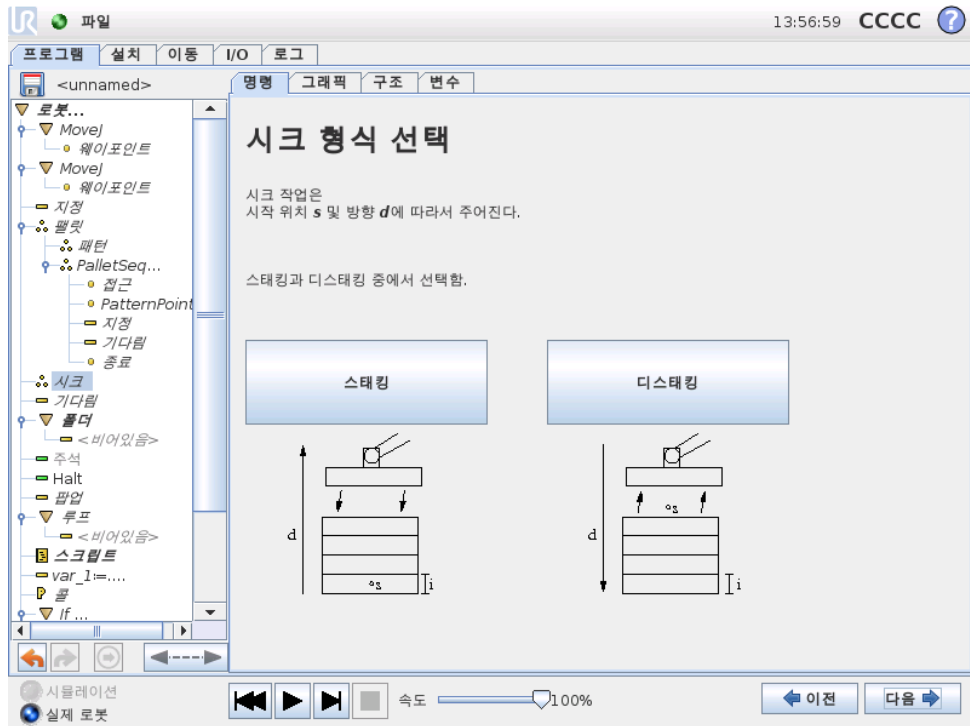 UR 파일 13:56:59 CCCC ?
프로그램 설치 이동 I/O 로그
<unnamed>
명령 그래픽 구조 변수
로봇...
MoveJ
웨이포인트
MoveJ
웨이포인트
지정
팰릿
패턴
PalletSeq...
접근
PatternPoint
지정
기다림
종료
시크
기다림
폴더
<비어있음>
주석
Halt
팝업
루프
<비어있음>
스크립트
var_1:=....
콜
If ...
시크 형식 선택
시크 작업은
시작 위치 s 및 방향 d에 따라서 주어진다.
스태킹과 디스태킹 중에서 선택함.
스태킹 디스태킹
d s i
d s i
시뮬레이션
실제 로봇
속도 100%
이전 다음